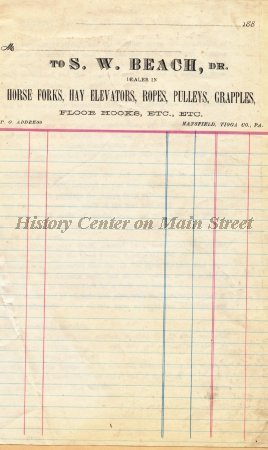 188
M
TO S. W. BEACH, DR.
DEALER IN
HORSE FORKS, HAY ELEVATORS, ROPES, PULLEYS, GRAPPLES,
FLOOR HOOKS, ETC., ETC.
P. O. ADDRESS MANSFIELD, TIOGA CO., PA.
History Center on Main Street